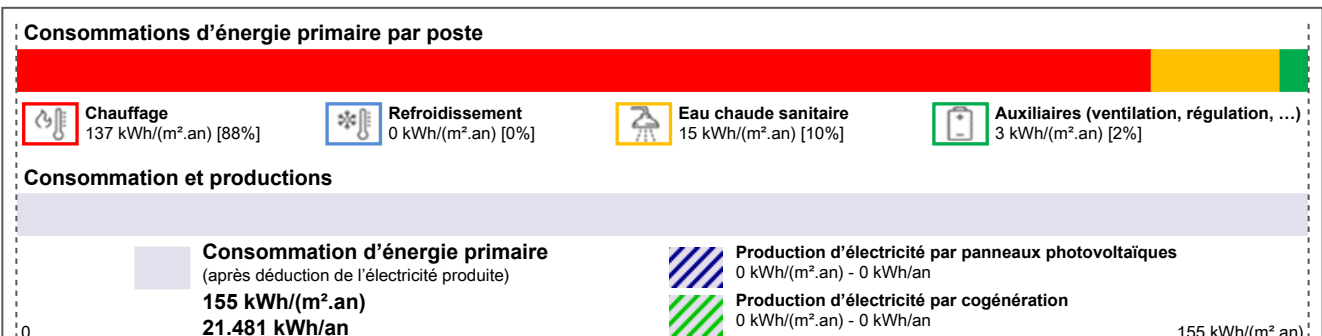 Consommations d’énergie primaire par poste
Chauffage
137 kWh/(m².an) [88%]
Refroidissement
0 kWh/(m².an) [0%]
Eau chaude sanitaire
15 kWh/(m².an) [10%]
Auxiliaires (ventilation, régulation, …)
3 kWh/(m².an) [2%]
Consommation et productions
Consommation d’énergie primaire
(après déduction de l’électricité produite)
155 kWh/(m².an)
21.481 kWh/an
Production d’électricité par panneaux photovoltaïques
0 kWh/(m².an) - 0 kWh/an
Production d’électricité par cogénération
0 kWh/(m².an) - 0 kWh/an
0
155 kWh/(m².an)